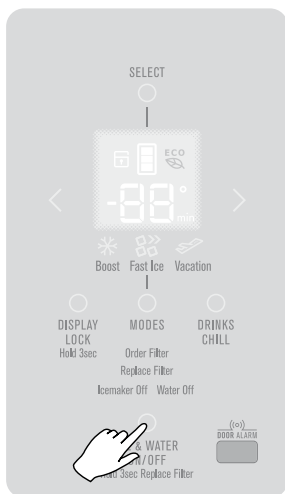 SELECT
ECO
-88°
min
Boost Fast Ice Vacation
DISPLAY LOCK
Hold 3sec
MODES
DRINKS CHILL
Order Filter
Replace Filter
Icemaker Off Water Off
& WATER
/OFF
3sec Replace Filter
DOOR ALARM